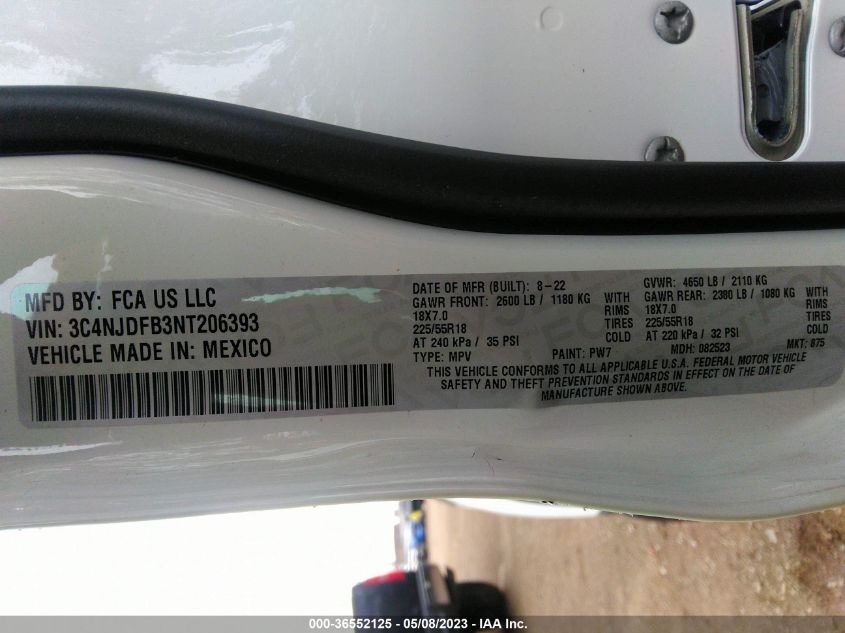 MFD BY: FCA US LLC
VIN: 3C4NJDFB3NT206393
VEHICLE MADE IN: MEXICO
DATE OF MFR (BUILT): 8-22
GVWR: 4650 LB / 2110 KG
GAWR FRONT: 2600 LB / 1180 KG WITH
GAWR REAR: 2380 LB / 1080 KG WITH
18X7.0 RIMS
18X7.0 RIMS
225/55R18 TIRES
225/55R18 TIRES
AT 240 kPa / 35 PSI COLD
AT 220 kPa / 32 PSI COLD
TYPE: MPV PAINT: PW7 MDH: 082523 MKT: 875
THIS VEHICLE CONFORMS TO ALL APPLICABLE U.S.A. FEDERAL MOTOR VEHICLE
SAFETY AND THEFT PREVENTION STANDARDS IN EFFECT ON THE DATE OF
MANUFACTURE SHOWN ABOVE.
000-36552125 - 05/08/2023 - © IAA Inc.